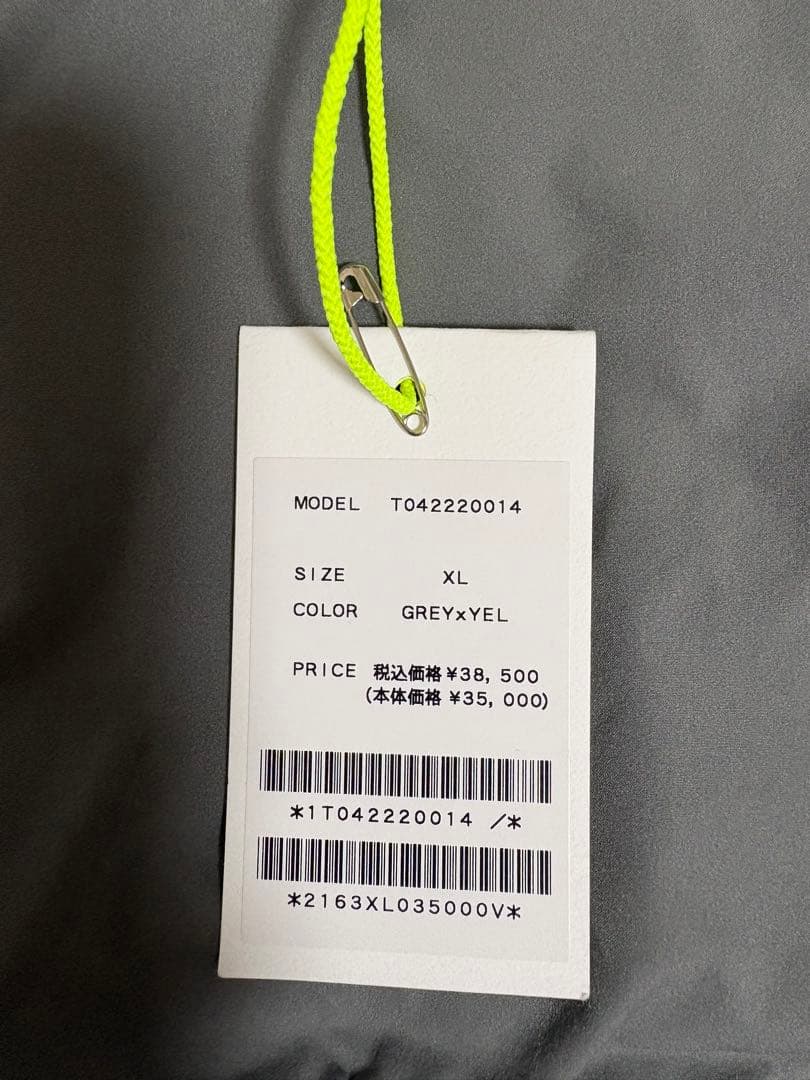 MODEL T042220014
SIZE XL
COLOR GREYxYEL
PRICE 税込価格 ¥38, 500
(本体価格 ¥35, 000)
*1T042220014 /*
*2163XL035000V*